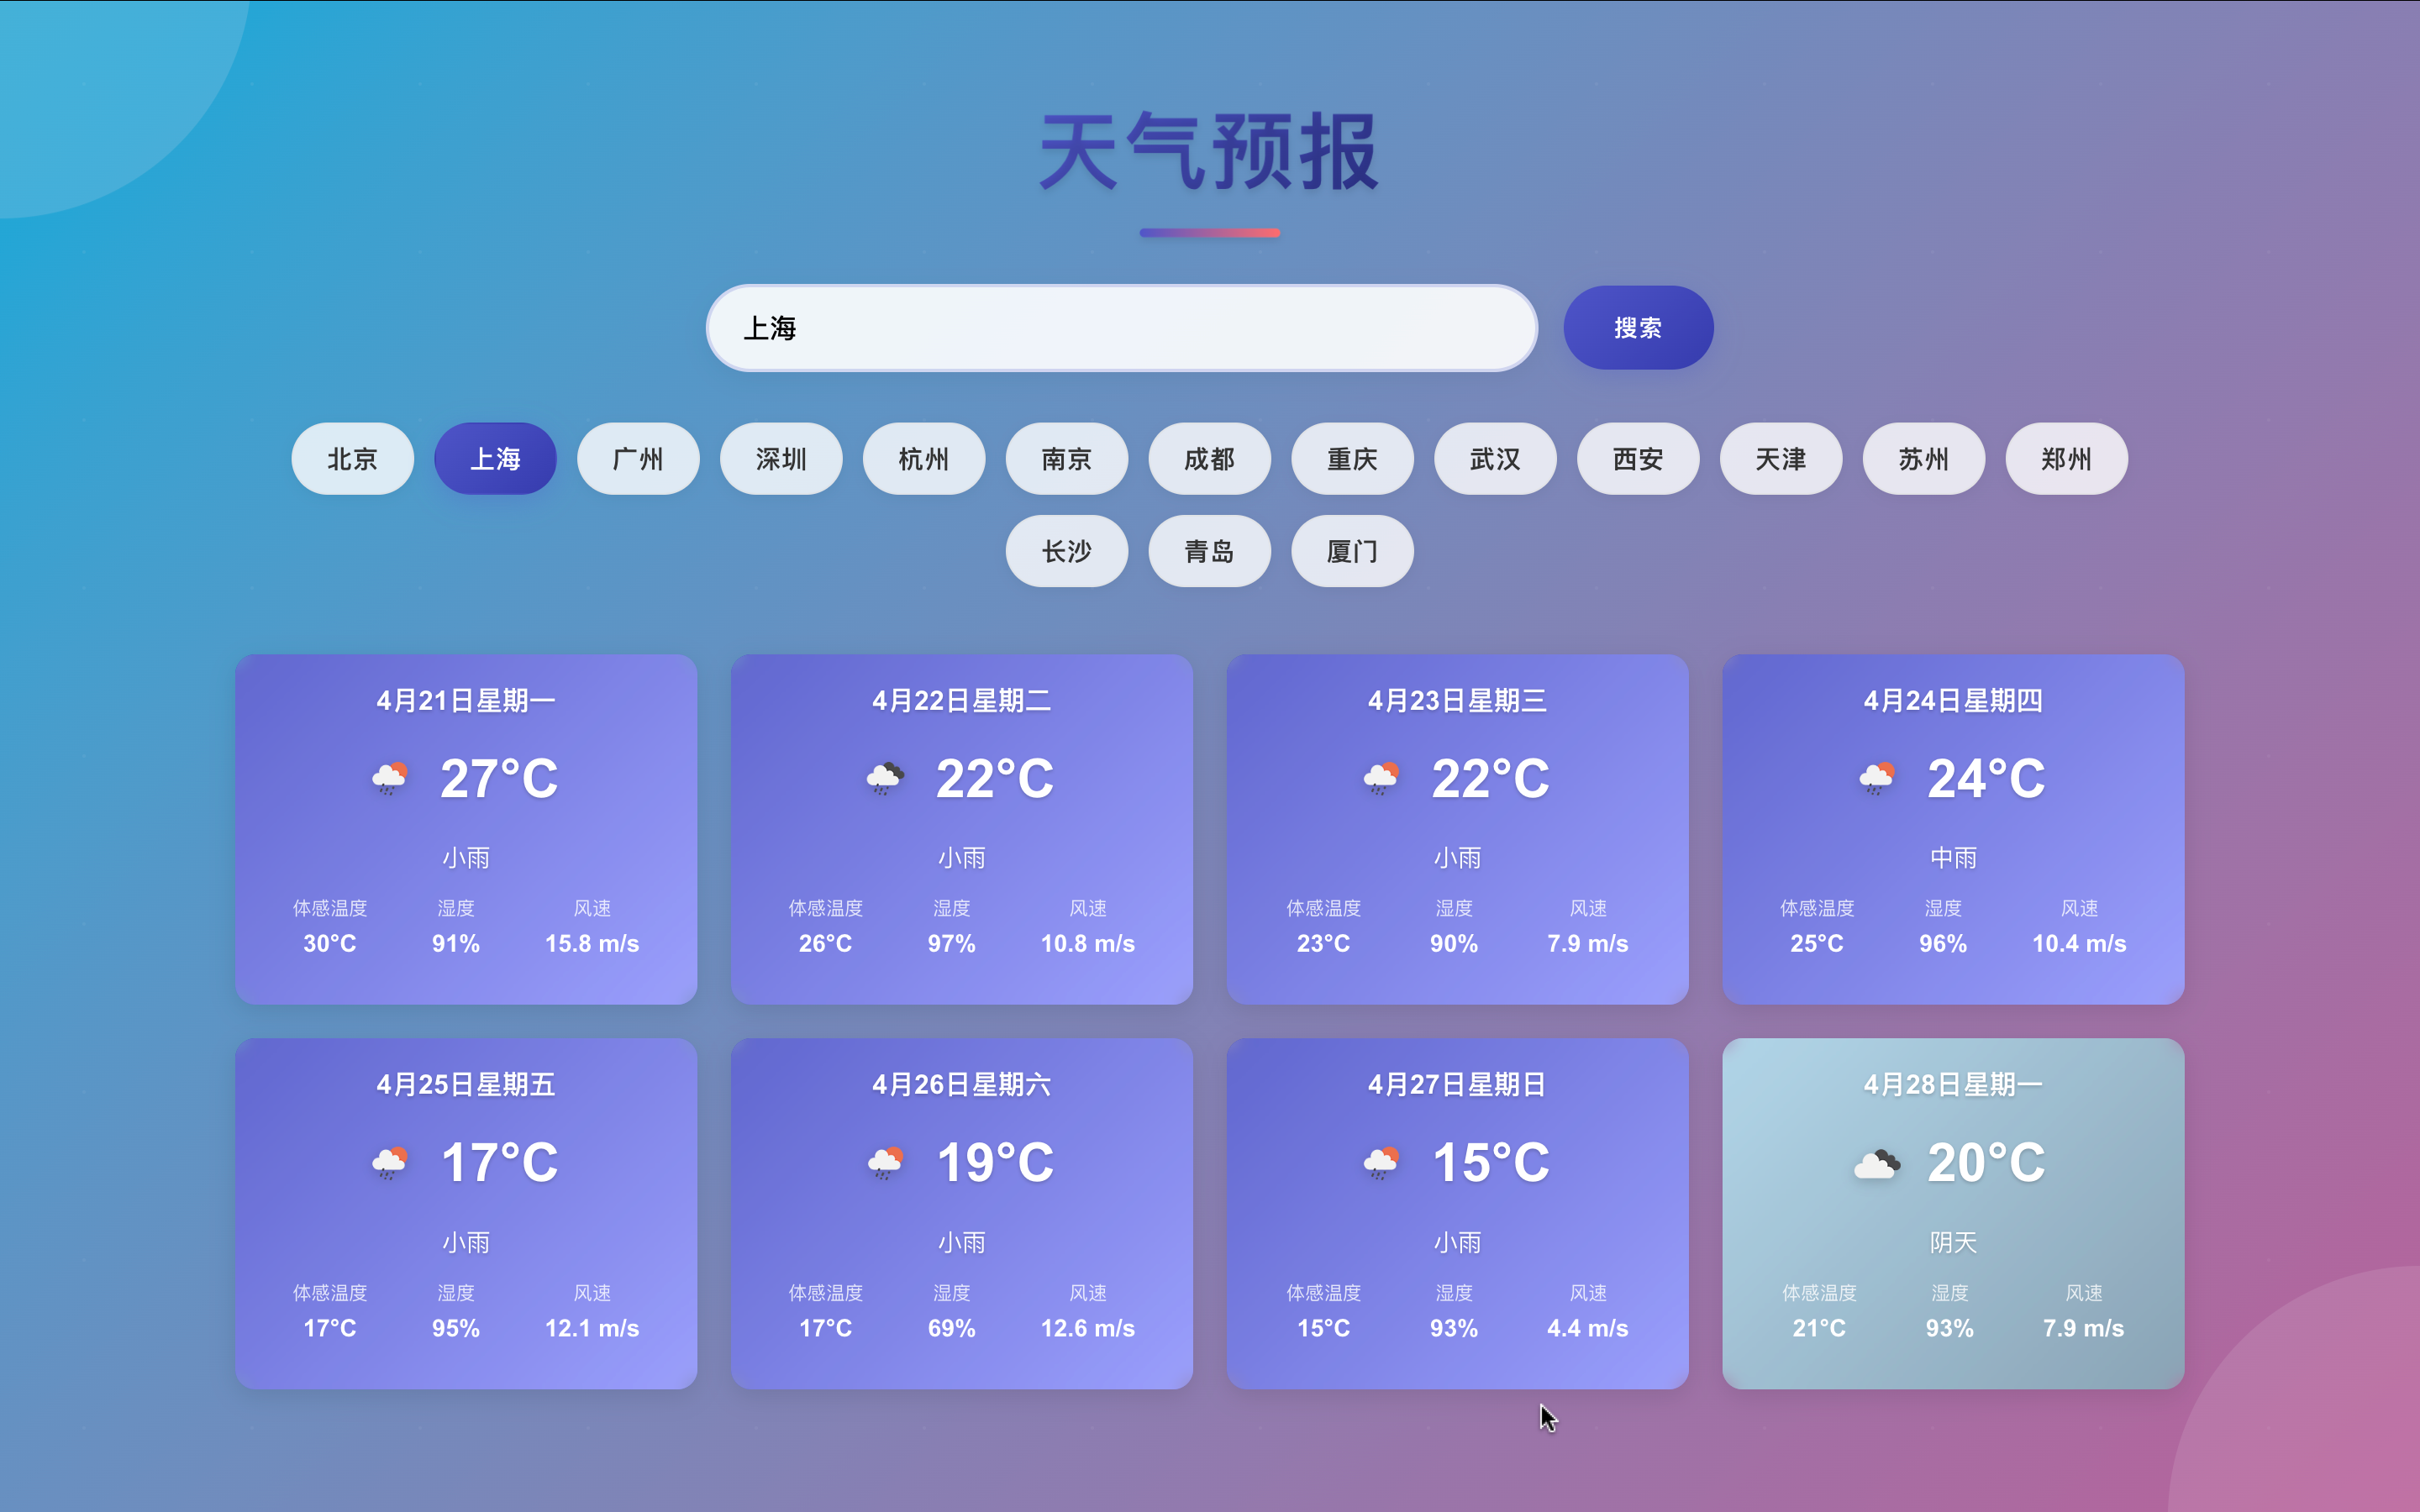 天气预报
上海
搜索
北京 上海 广州 深圳 杭州 南京 成都 重庆 武汉 西安 天津 苏州 郑州
长沙 青岛 厦门
4月21日星期一
27°C
小雨
体感温度 湿度 风速
30°C 91% 15.8 m/s
4月22日星期二
22°C
小雨
体感温度 湿度 风速
26°C 97% 10.8 m/s
4月23日星期三
22°C
小雨
体感温度 湿度 风速
23°C 90% 7.9 m/s
4月24日星期四
24°C
中雨
体感温度 湿度 风速
25°C 96% 10.4 m/s
4月25日星期五
17°C
小雨
体感温度 湿度 风速
17°C 95% 12.1 m/s
4月26日星期六
19°C
小雨
体感温度 湿度 风速
17°C 69% 12.6 m/s
4月27日星期日
15°C
小雨
体感温度 湿度 风速
15°C 93% 4.4 m/s
4月28日星期一
20°C
阴天
体感温度 湿度 风速
21°C 93% 7.9 m/s